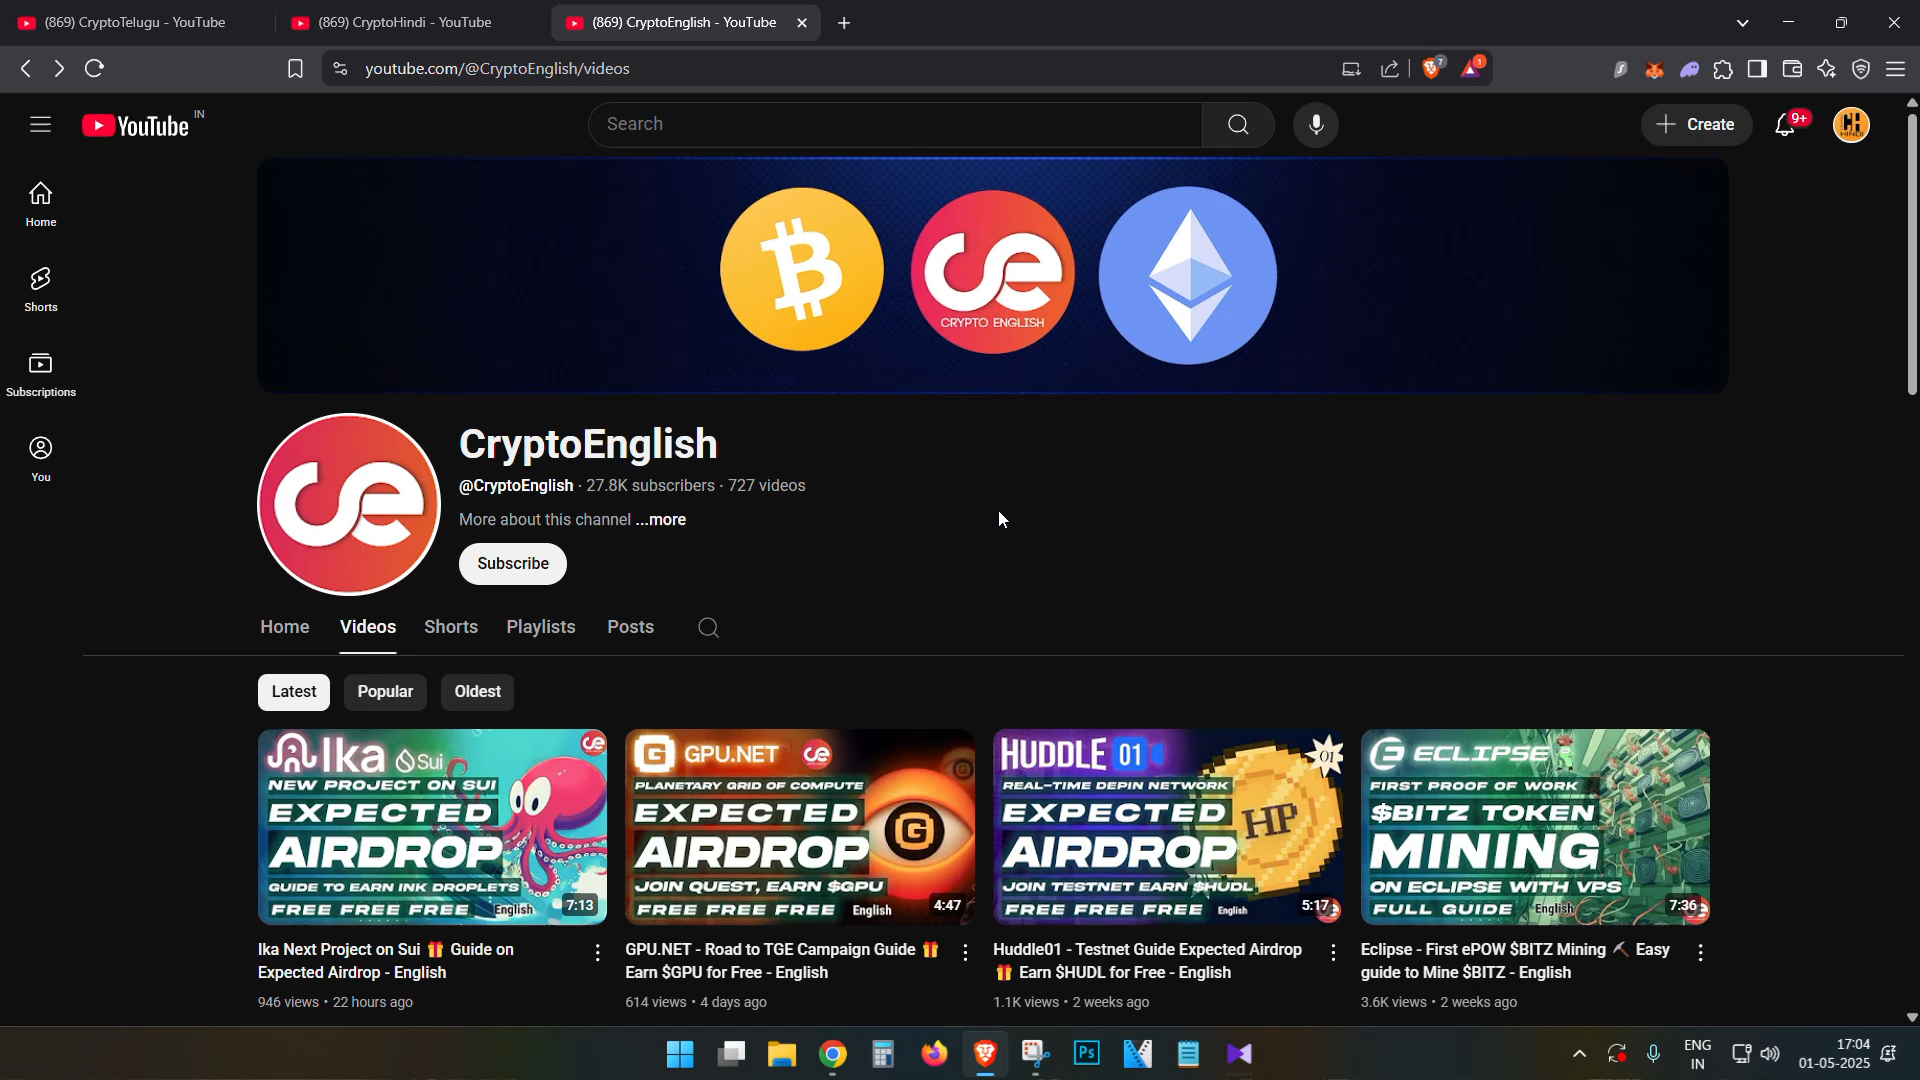 (869) CryptoTelugu - YouTube
(869) CryptoHindi - YouTube
(869) CryptoEnglish - YouTube
youtube.com/@CryptoEnglish/videos
7
1
YouTube IN
Search
Create
9+
Home
Shorts
Subscriptions
You
CRYPTO ENGLISH
CryptoEnglish
@CryptoEnglish · 27.8K subscribers · 727 videos
More about this channel ...more
Subscribe
Home
Videos
Shorts
Playlists
Posts
Latest
Popular
Oldest
Ika Sui
NEW PROJECT ON SUI
EXPECTED
AIRDROP
GUIDE TO EARN INK DROPLETS
FREE FREE FREE English
7:13
Ika Next Project on Sui 🎁 Guide on
Expected Airdrop - English
946 views • 22 hours ago
GPU.NET
PLANETARY GRID OF COMPUTE
EXPECTED
AIRDROP
JOIN QUEST, EARN $GPU
FREE FREE FREE English
4:47
GPU.NET - Road to TGE Campaign Guide 🎁
Earn $GPU for Free - English
614 views • 4 days ago
HUDDLE 01
REAL-TIME DEPIN NETWORK
EXPECTED
AIRDROP
JOIN TESTNET EARN $HUDL
FREE FREE FREE English
HP
01
5:17
Huddle01 - Testnet Guide Expected Airdrop
🎁 Earn $HUDL for Free - English
1.1K views • 2 weeks ago
ECLIPSE
FIRST PROOF OF WORK
$BITZ TOKEN
MINING
ON ECLIPSE WITH VPS
FULL GUIDE English
7:36
Eclipse - First ePOW $BITZ Mining ⛏ Easy
guide to Mine $BITZ - English
3.6K views • 2 weeks ago
Ps
ENG
IN
17:04
01-05-2025